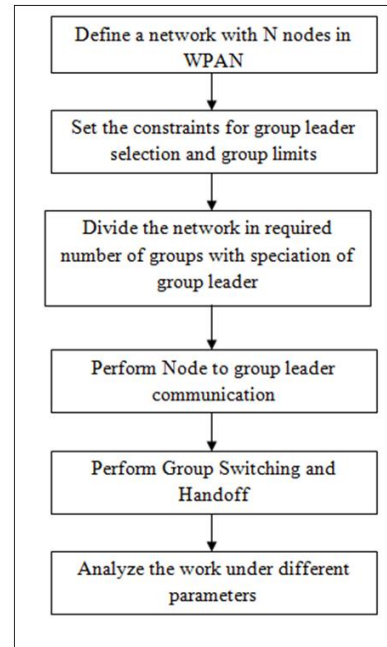 Define a network with N nodes in
WPAN
Set the constraints for group leader
selection and group limits
Divide the network in required
number of groups with speciation of
group leader
Perform Node to group leader
communication
Perform Group Switching and
Handoff
Analyze the work under different
parameters